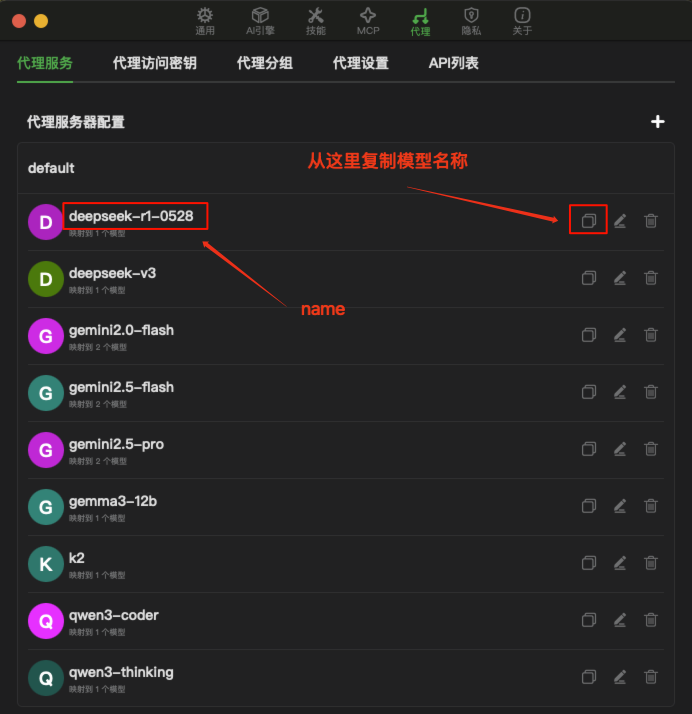 通用
AI引擎
技能
MCP
代理
隐私
关于
代理服务
代理访问密钥
代理分组
代理设置
API列表
代理服务器配置
default
从这里复制模型名称
D
deepseek-r1-0528
映射到 1 个模型
name
D
deepseek-v3
映射到 1 个模型
G
gemini2.0-flash
映射到 2 个模型
G
gemini2.5-flash
映射到 2 个模型
G
gemini2.5-pro
映射到 2 个模型
G
gemma3-12b
映射到 1 个模型
K
k2
映射到 1 个模型
Q
qwen3-coder
映射到 1 个模型
Q
qwen3-thinking
映射到 1 个模型